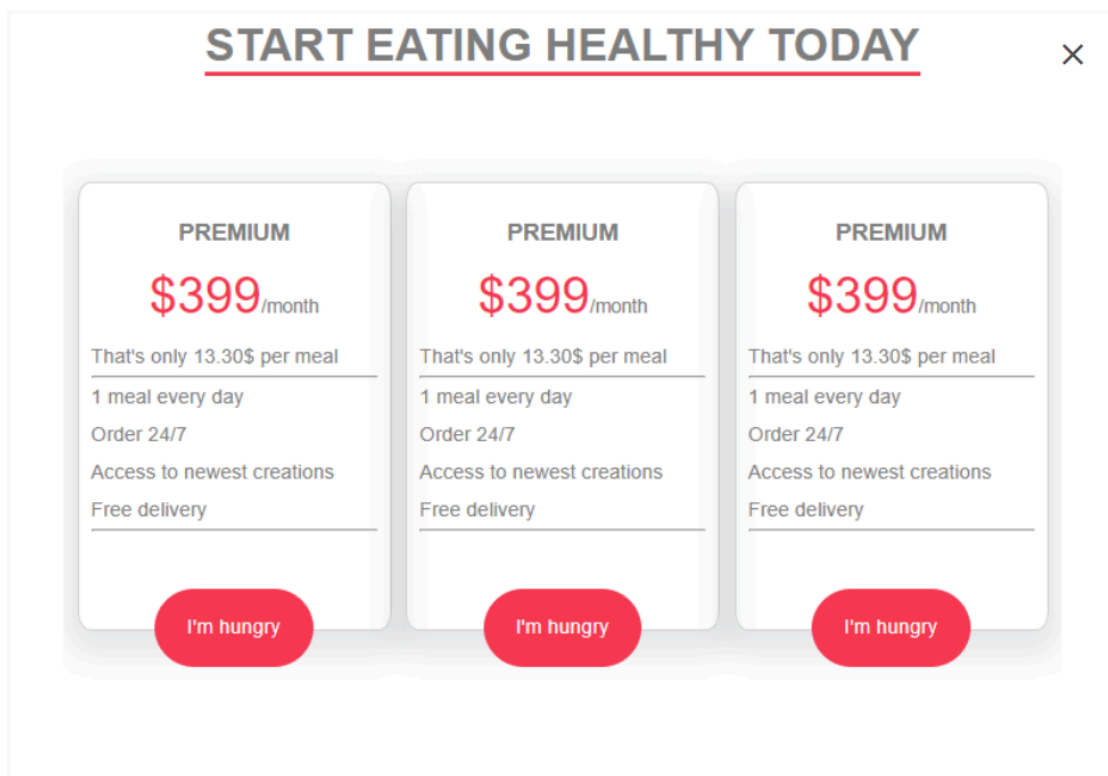 START EATING HEALTHY TODAY
PREMIUM
$399/month
That's only 13.30$ per meal
1 meal every day
Order 24/7
Access to newest creations
Free delivery
I'm hungry
PREMIUM
$399/month
That's only 13.30$ per meal
1 meal every day
Order 24/7
Access to newest creations
Free delivery
I'm hungry
PREMIUM
$399/month
That's only 13.30$ per meal
1 meal every day
Order 24/7
Access to newest creations
Free delivery
I'm hungry